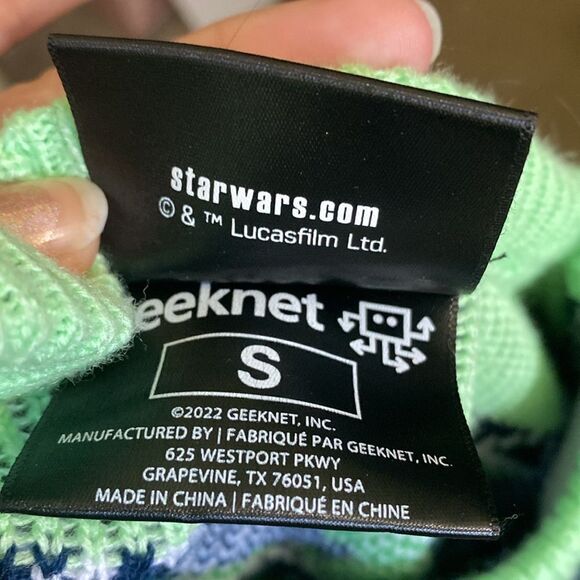 starwars.com
© & ™ Lucasfilm Ltd.
eeknet
S
©2022 GEEKNET, INC.
MANUFACTURED BY | FABRIQUÉ PAR GEEKNET, INC.
625 WESTPORT PKWY
GRAPEVINE, TX 76051, USA
MADE IN CHINA | FABRIQUÉ EN CHINE